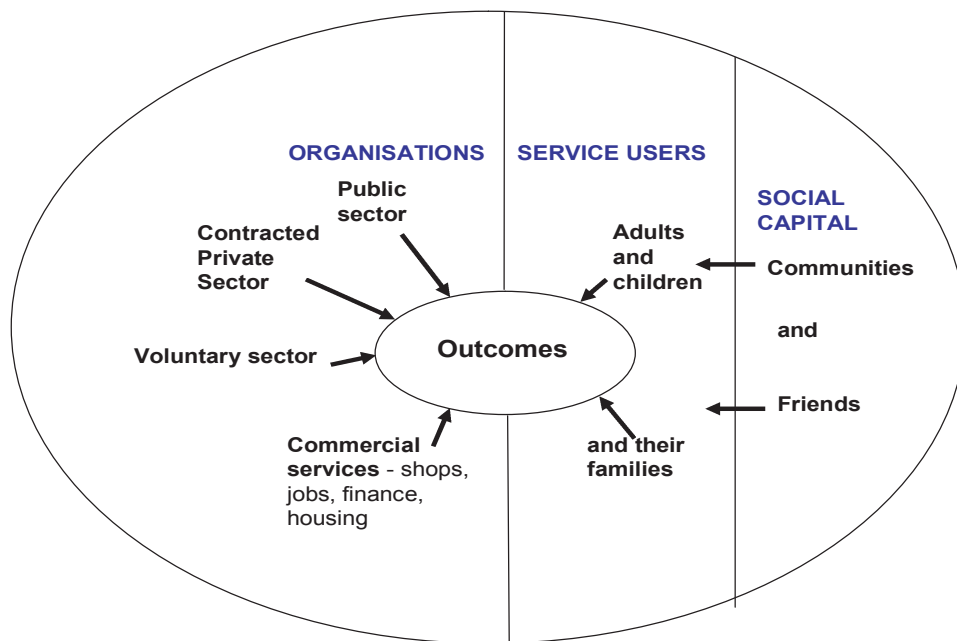 ORGANISATIONS
Public
sector
Contracted
Private
Sector
Voluntary sector
Commercial
services - shops,
jobs, finance,
housing
Outcomes
SERVICE USERS
Adults
and
children
and their
families
SOCIAL
CAPITAL
Communities
and
Friends